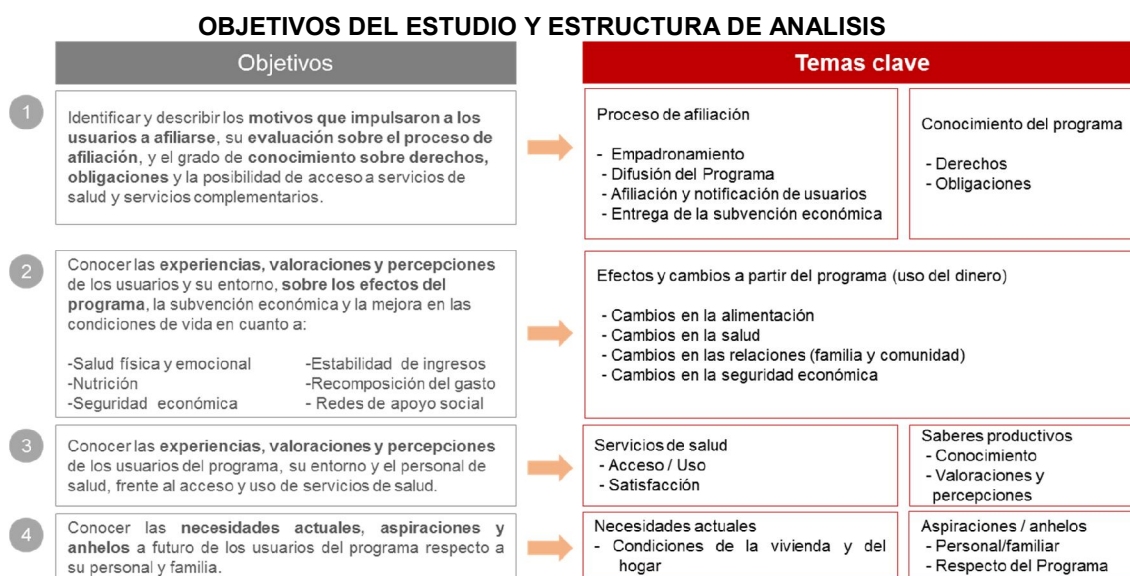 OBJETIVOS DEL ESTUDIO Y ESTRUCTURA DE ANALISIS
Objetivos
Temas clave
1
Identificar y describir los motivos que impulsaron a los
usuarios a afiliarse, su evaluación sobre el proceso de
afiliación, y el grado de conocimiento sobre derechos,
obligaciones y la posibilidad de acceso a servicios de
salud y servicios complementarios.
Proceso de afiliación
- Empadronamiento
- Difusión del Programa
- Afiliación y notificación de usuarios
- Entrega de la subvención económica
Conocimiento del programa
- Derechos
- Obligaciones
2
Conocer las experiencias, valoraciones y percepciones
de los usuarios y su entorno, sobre los efectos del
programa, la subvención económica y la mejora en las
condiciones de vida en cuanto a:
-Salud física y emocional
-Nutrición
-Seguridad económica
-Estabilidad de ingresos
-Recomposición del gasto
- Redes de apoyo social
Efectos y cambios a partir del programa (uso del dinero)
- Cambios en la alimentación
- Cambios en la salud
- Cambios en las relaciones (familia y comunidad)
- Cambios en la seguridad económica
3
Conocer las experiencias, valoraciones y percepciones
de los usuarios del programa, su entorno y el personal de
salud, frente al acceso y uso de servicios de salud.
Servicios de salud
- Acceso / Uso
- Satisfacción
Saberes productivos
- Conocimiento
- Valoraciones y
percepciones
4
Conocer las necesidades actuales, aspiraciones y
anhelos a futuro de los usuarios del programa respecto a
su personal y familia.
Necesidades actuales
- Condiciones de la vivienda y del
hogar
Aspiraciones / anhelos
- Personal/familiar
- Respecto del Programa